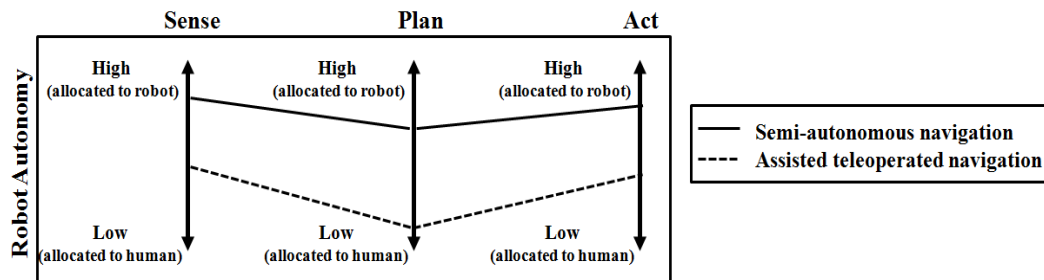 Sense Plan Act
Robot Autonomy
High High High
(allocated to robot) (allocated to robot) (allocated to robot)
Low Low Low
(allocated to human) (allocated to human) (allocated to human)
Semi-autonomous navigation
Assisted teleoperated navigation